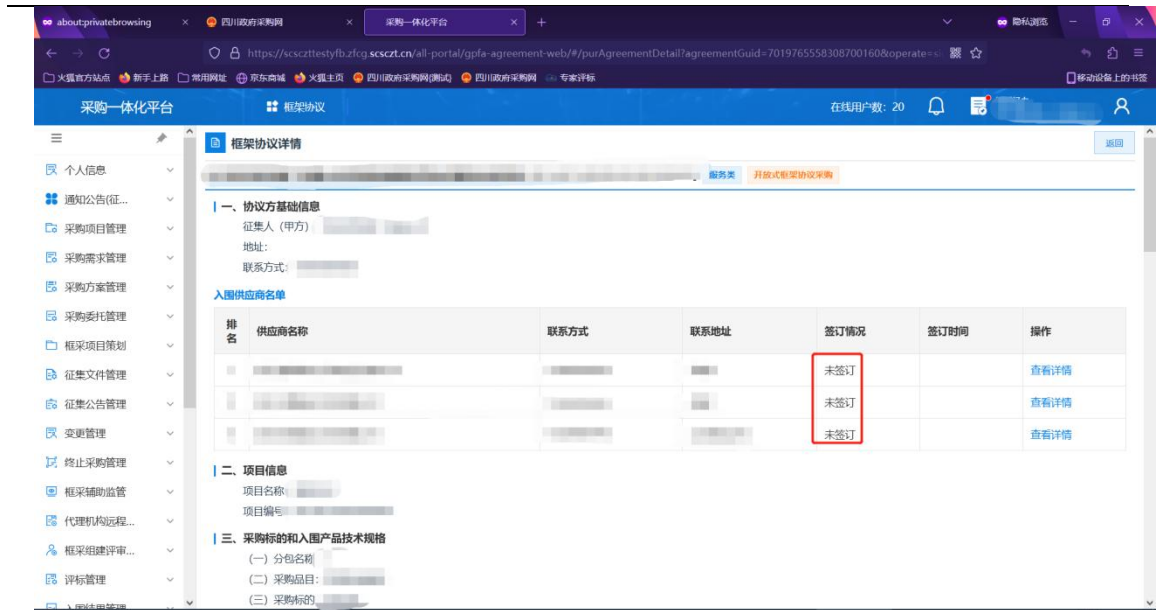 about:privatebrowsing 四川政府采购网 采购一体化平台 隐私浏览
https://scsczttestyfb.zfcg.scsczt.cn/all-portal/gpfa-agreement-web/#/purAgreementDetail?agreementGuid=7019765558308700160&operate=
火狐官方站点 新手上路 常用网址 京东商城 火狐主页 四川政府采购网(测试) 四川政府采购网 专家评标 移动设备上的书签
采购一体化平台 框架协议 在线用户数: 20
框架协议详情 返回
服务类 开放式框架协议采购
个人信息
通知公告(征...
采购项目管理
采购需求管理
采购方案管理
采购委托管理
框采项目策划
征集文件管理
征集公告管理
变更管理
终止采购管理
框采辅助监管
代理机构远程...
框采组建评审...
评标管理
入围结果管理
一、协议方基础信息
征集人（甲方）
地址:
联系方式:
入围供应商名单
排名 供应商名称 联系方式 联系地址 签订情况 签订时间 操作
未签订 查看详情
未签订 查看详情
未签订 查看详情
二、项目信息
项目名称
项目编号
三、采购标的和入围产品技术规格
(一) 分包名称
(二) 采购品目:
(三) 采购标的